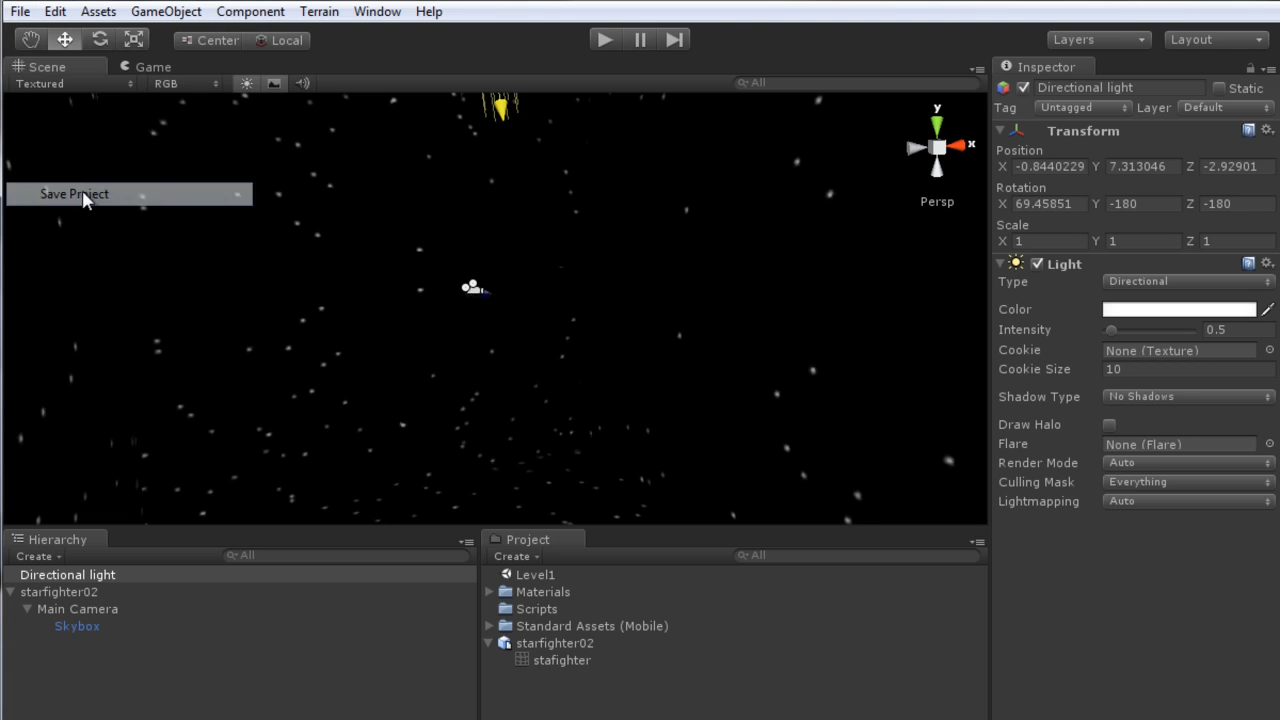 File Edit Assets GameObject Component Terrain Window Help
Center Local Layers Layout
Scene Game
Textured RGB All
Save Project
y
x
Persp
Inspector
Directional light Static
Tag Untagged Layer Default
Transform
Position
X -0.8440229 Y 7.313046 Z -2.92901
Rotation
X 69.45851 Y -180 Z -180
Scale
X 1 Y 1 Z 1
Light
Type Directional
Color
Intensity 0.5
Cookie None (Texture)
Cookie Size 10
Shadow Type No Shadows
Draw Halo
Flare None (Flare)
Render Mode Auto
Culling Mask Everything
Lightmapping Auto
Hierarchy
Create All
Directional light
starfighter02
Main Camera
Skybox
Project
Create All
Level1
Materials
Scripts
Standard Assets (Mobile)
starfighter02
stafighter